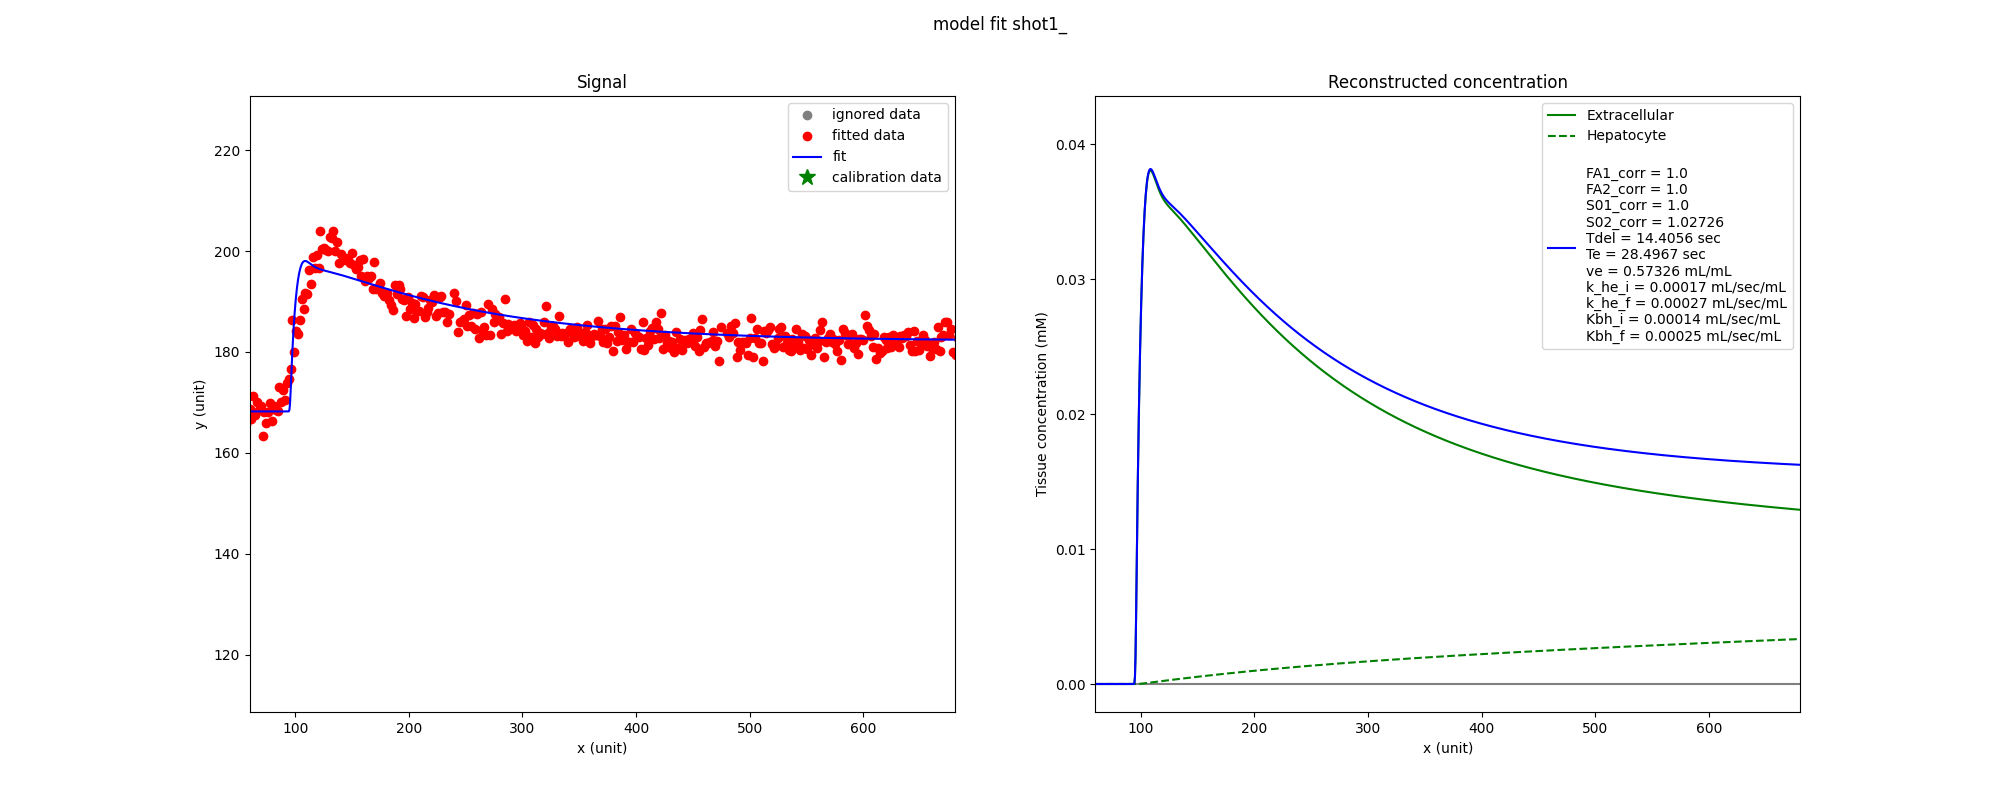 model fit shot1_
Signal
220
200
180
160
140
120
y (unit)
100
200
300
400
500
600
x (unit)
ignored data
fitted data
fit
calibration data
Reconstructed concentration
0.04
0.03
0.02
0.01
0.00
Tissue concentration (mM)
100
200
300
400
500
600
x (unit)
Extracellular
Hepatocyte
FA1_corr = 1.0
FA2_corr = 1.0
S01_corr = 1.0
S02_corr = 1.02726
Tdel = 14.4056 sec
Te = 28.4967 sec
ve = 0.57326 mL/mL
k_he_i = 0.00017 mL/sec/mL
k_he_f = 0.00027 mL/sec/mL
Kbh_i = 0.00014 mL/sec/mL
Kbh_f = 0.00025 mL/sec/mL